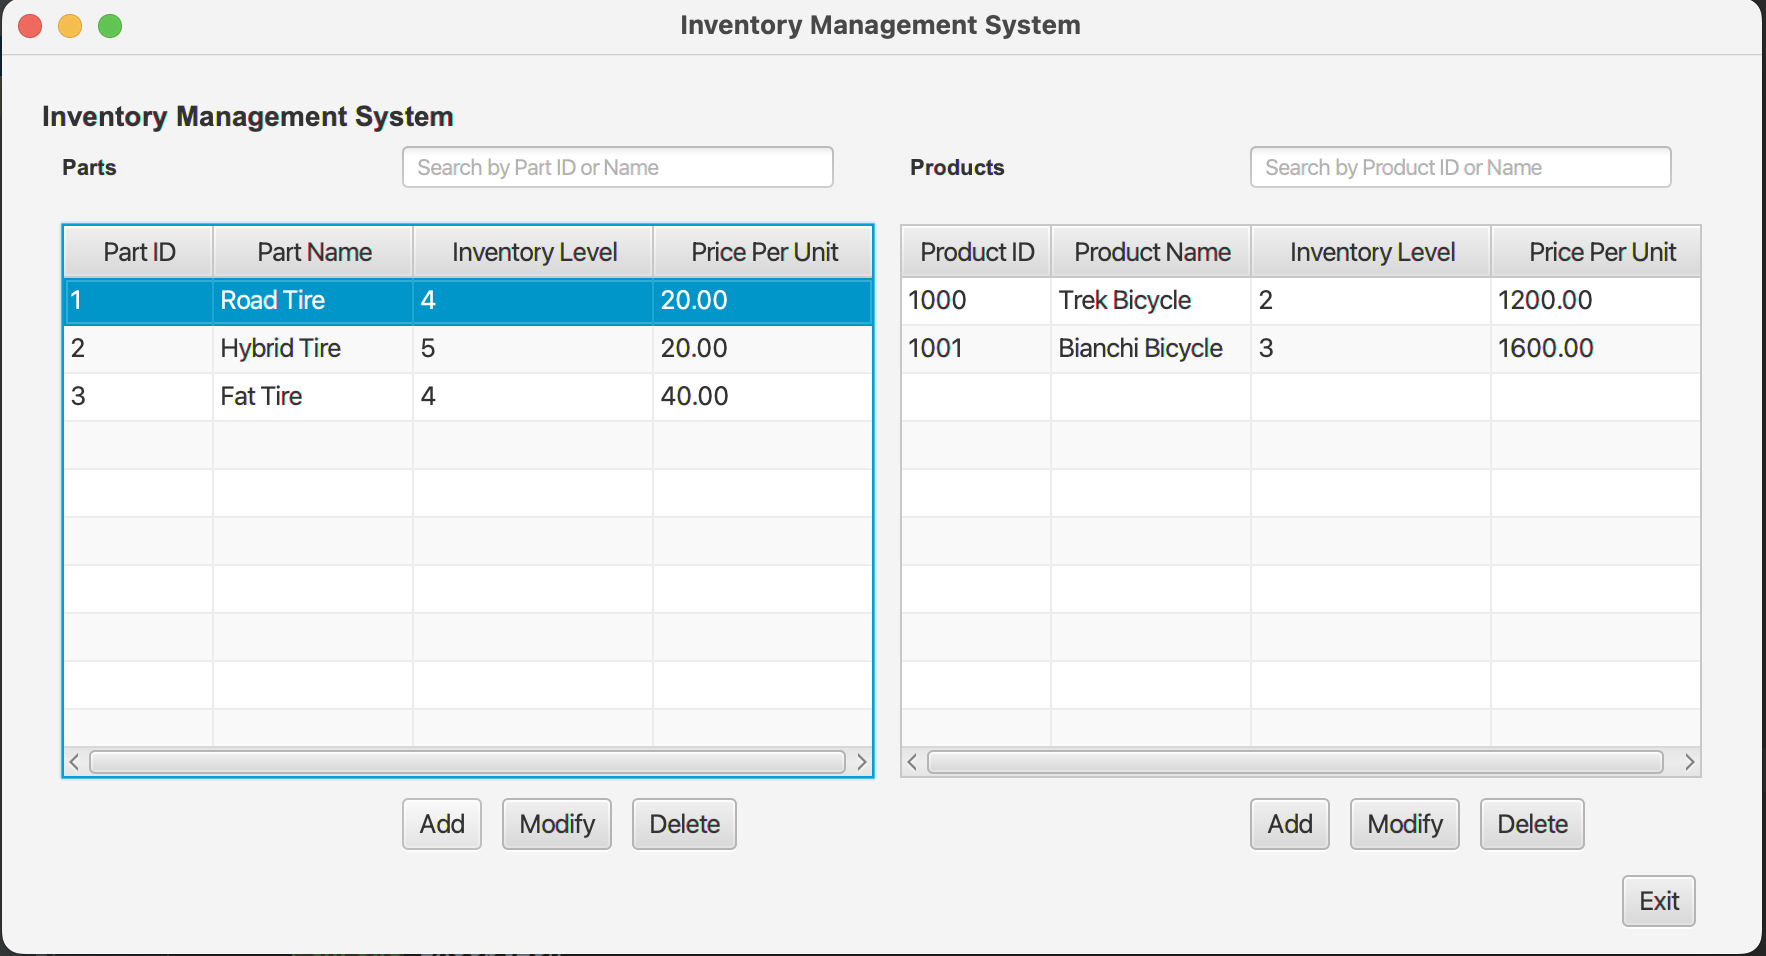 Inventory Management System
Inventory Management System
Parts
Search by Part ID or Name
Products
Search by Product ID or Name
Part ID Part Name Inventory Level Price Per Unit
1 Road Tire 4 20.00
2 Hybrid Tire 5 20.00
3 Fat Tire 4 40.00
Product ID Product Name Inventory Level Price Per Unit
1000 Trek Bicycle 2 1200.00
1001 Bianchi Bicycle 3 1600.00
Add Modify Delete
Add Modify Delete
Exit